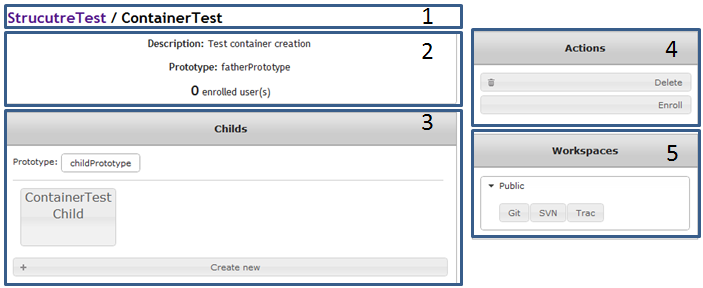 StrucutreTest / ContainerTest 1
Description: Test container creation 2
Prototype: fatherPrototype
0 enrolled user(s)
Childs 3
Prototype: childPrototype
ContainerTest
Child
+ Create new
Actions 4
Delete
Enroll
Workspaces 5
Public
Git SVN Trac